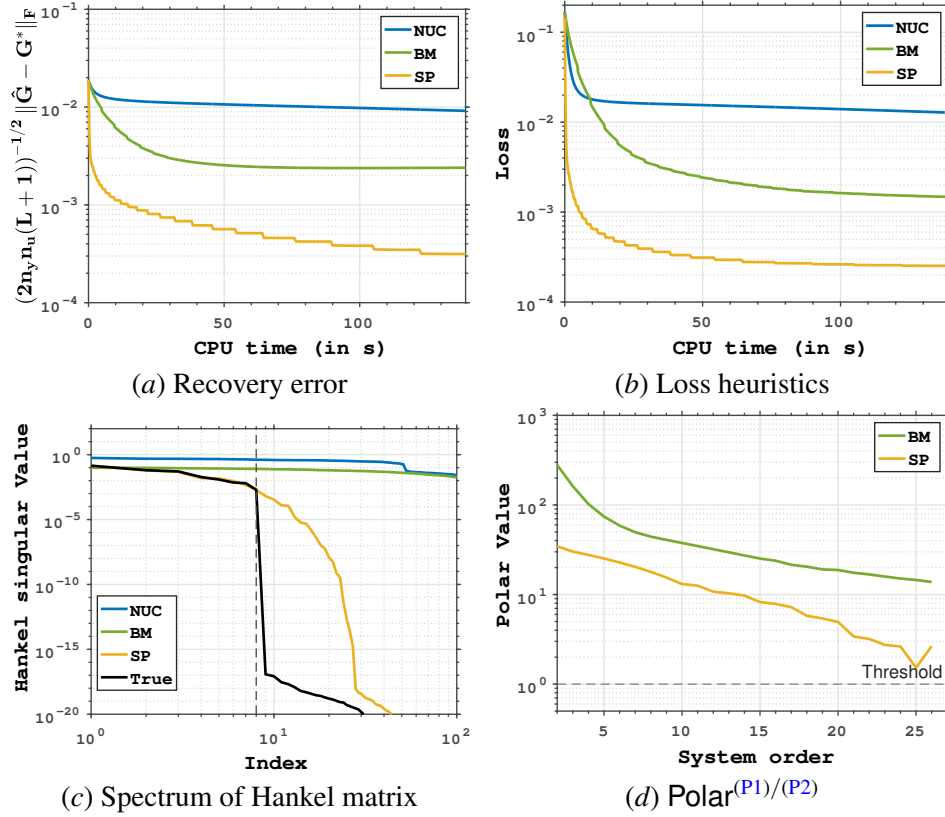 (2n_y n_u(L + 1))^{-1/2} ‖Ĝ − G*‖_F
10^{-1}
10^{-2}
10^{-3}
10^{-4}
NUC
BM
SP
0
50
100
CPU time (in s)
(a) Recovery error
Loss
10^{-1}
10^{-2}
10^{-3}
10^{-4}
NUC
BM
SP
0
50
100
CPU time (in s)
(b) Loss heuristics
Hankel singular Value
10^0
10^{-5}
10^{-10}
10^{-15}
10^{-20}
NUC
BM
SP
True
10^0
10^1
10^2
Index
(c) Spectrum of Hankel matrix
Polar Value
10^3
10^2
10^1
10^0
BM
SP
Threshold
5
10
15
20
25
System order
(d) Polar^{(P1)/(P2)}